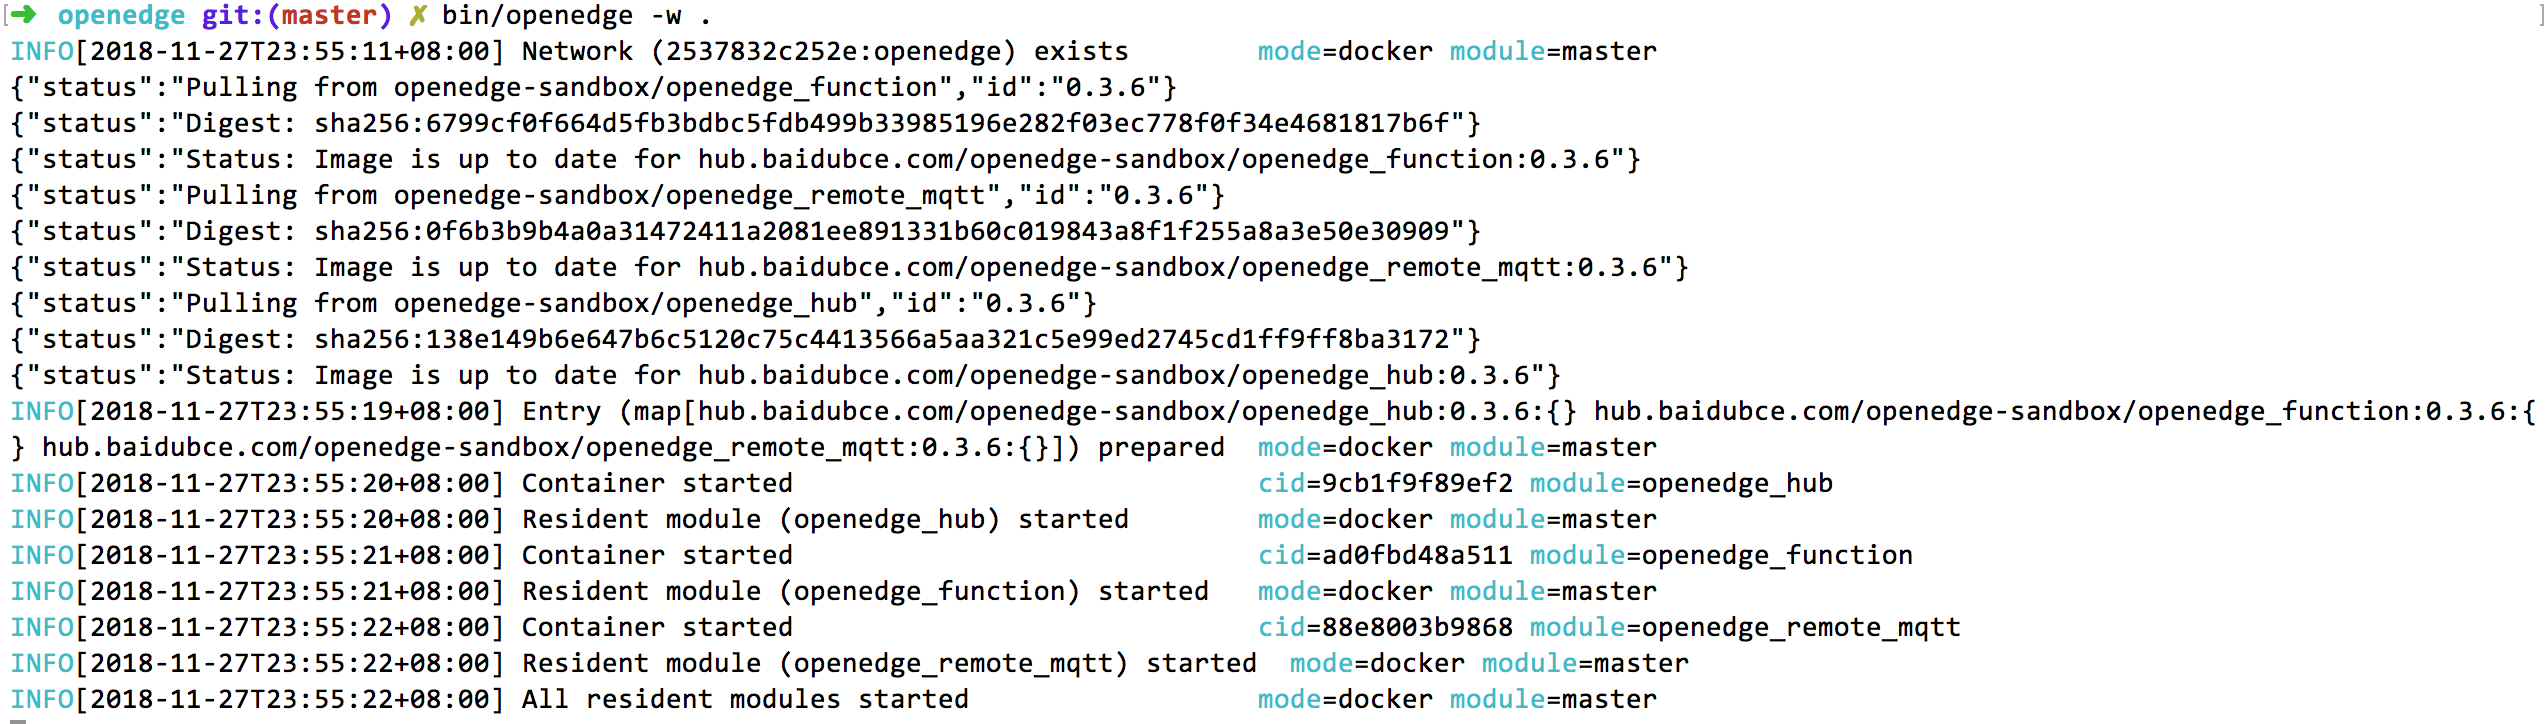 [➜ openedge git:(master) ✗ bin/openedge -w . ]
INFO[2018-11-27T23:55:11+08:00] Network (2537832c252e:openedge) exists        mode=docker module=master
{"status":"Pulling from openedge-sandbox/openedge_function","id":"0.3.6"}
{"status":"Digest: sha256:6799cf0f664d5fb3bdbc5fdb499b33985196e282f03ec778f0f34e4681817b6f"}
{"status":"Status: Image is up to date for hub.baidubce.com/openedge-sandbox/openedge_function:0.3.6"}
{"status":"Pulling from openedge-sandbox/openedge_remote_mqtt","id":"0.3.6"}
{"status":"Digest: sha256:0f6b3b9b4a0a31472411a2081ee891331b60c019843a8f1f255a8a3e50e30909"}
{"status":"Status: Image is up to date for hub.baidubce.com/openedge-sandbox/openedge_remote_mqtt:0.3.6"}
{"status":"Pulling from openedge-sandbox/openedge_hub","id":"0.3.6"}
{"status":"Digest: sha256:138e149b6e647b6c5120c75c4413566a5aa321c5e99ed2745cd1ff9ff8ba3172"}
{"status":"Status: Image is up to date for hub.baidubce.com/openedge-sandbox/openedge_hub:0.3.6"}
INFO[2018-11-27T23:55:19+08:00] Entry (map[hub.baidubce.com/openedge-sandbox/openedge_hub:0.3.6:{} hub.baidubce.com/openedge-sandbox/openedge_function:0.3.6:{
} hub.baidubce.com/openedge-sandbox/openedge_remote_mqtt:0.3.6:{}]) prepared  mode=docker module=master
INFO[2018-11-27T23:55:20+08:00] Container started                             cid=9cb1f9f89ef2 module=openedge_hub
INFO[2018-11-27T23:55:20+08:00] Resident module (openedge_hub) started        mode=docker module=master
INFO[2018-11-27T23:55:21+08:00] Container started                             cid=ad0fbd48a511 module=openedge_function
INFO[2018-11-27T23:55:21+08:00] Resident module (openedge_function) started   mode=docker module=master
INFO[2018-11-27T23:55:22+08:00] Container started                             cid=88e8003b9868 module=openedge_remote_mqtt
INFO[2018-11-27T23:55:22+08:00] Resident module (openedge_remote_mqtt) started  mode=docker module=master
INFO[2018-11-27T23:55:22+08:00] All resident modules started                  mode=docker module=master